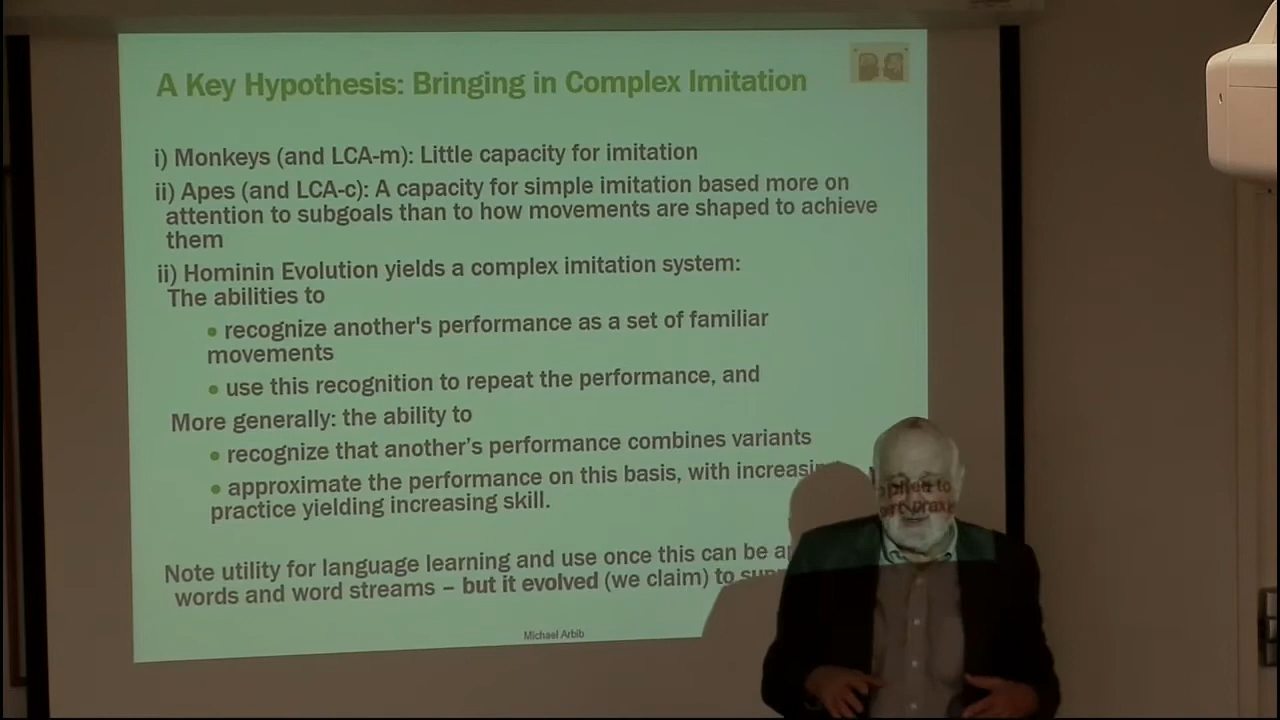 A Key Hypothesis: Bringing in Complex Imitation
i) Monkeys (and LCA-m): Little capacity for imitation
ii) Apes (and LCA-c): A capacity for simple imitation based more on
attention to subgoals than to how movements are shaped to achieve
them
ii) Hominin Evolution yields a complex imitation system:
The abilities to
• recognize another's performance as a set of familiar
movements
• use this recognition to repeat the performance, and
More generally: the ability to
• recognize that another’s performance combines variants
• approximate the performance on this basis, with increasing
practice yielding increasing skill.
Note utility for language learning and use once this can be applied to
words and word streams – but it evolved (we claim) to support praxis
Michael Arbib